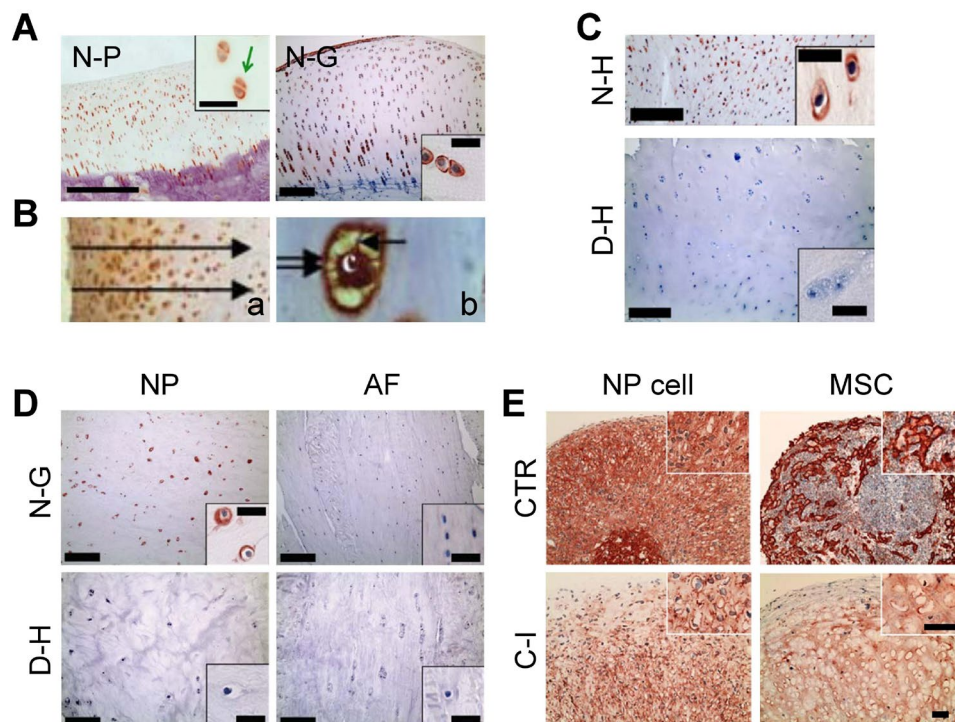 A
N-P
N-G
B
a
b
C
N-H
D-H
D
NP
AF
N-G
D-H
E
NP cell
MSC
CTR
C-I